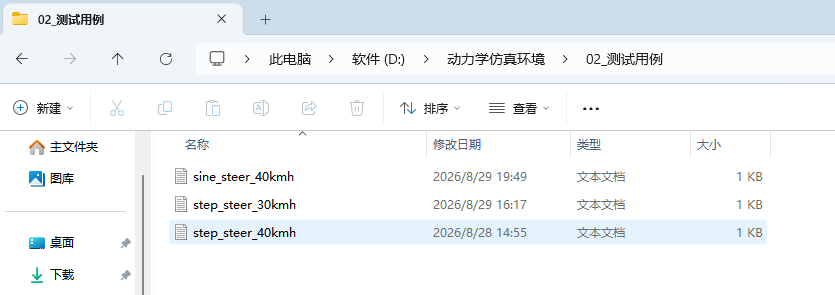 02_测试用例
此电脑 软件 (D:) 动力学仿真环境 02_测试用例
新建 排序 查看
名称 修改日期 类型 大小
主文件夹
图库
桌面
下载
sine_steer_40kmh 2026/8/29 19:49 文本文档 1 KB
step_steer_30kmh 2026/8/29 16:17 文本文档 1 KB
step_steer_40kmh 2026/8/28 14:55 文本文档 1 KB